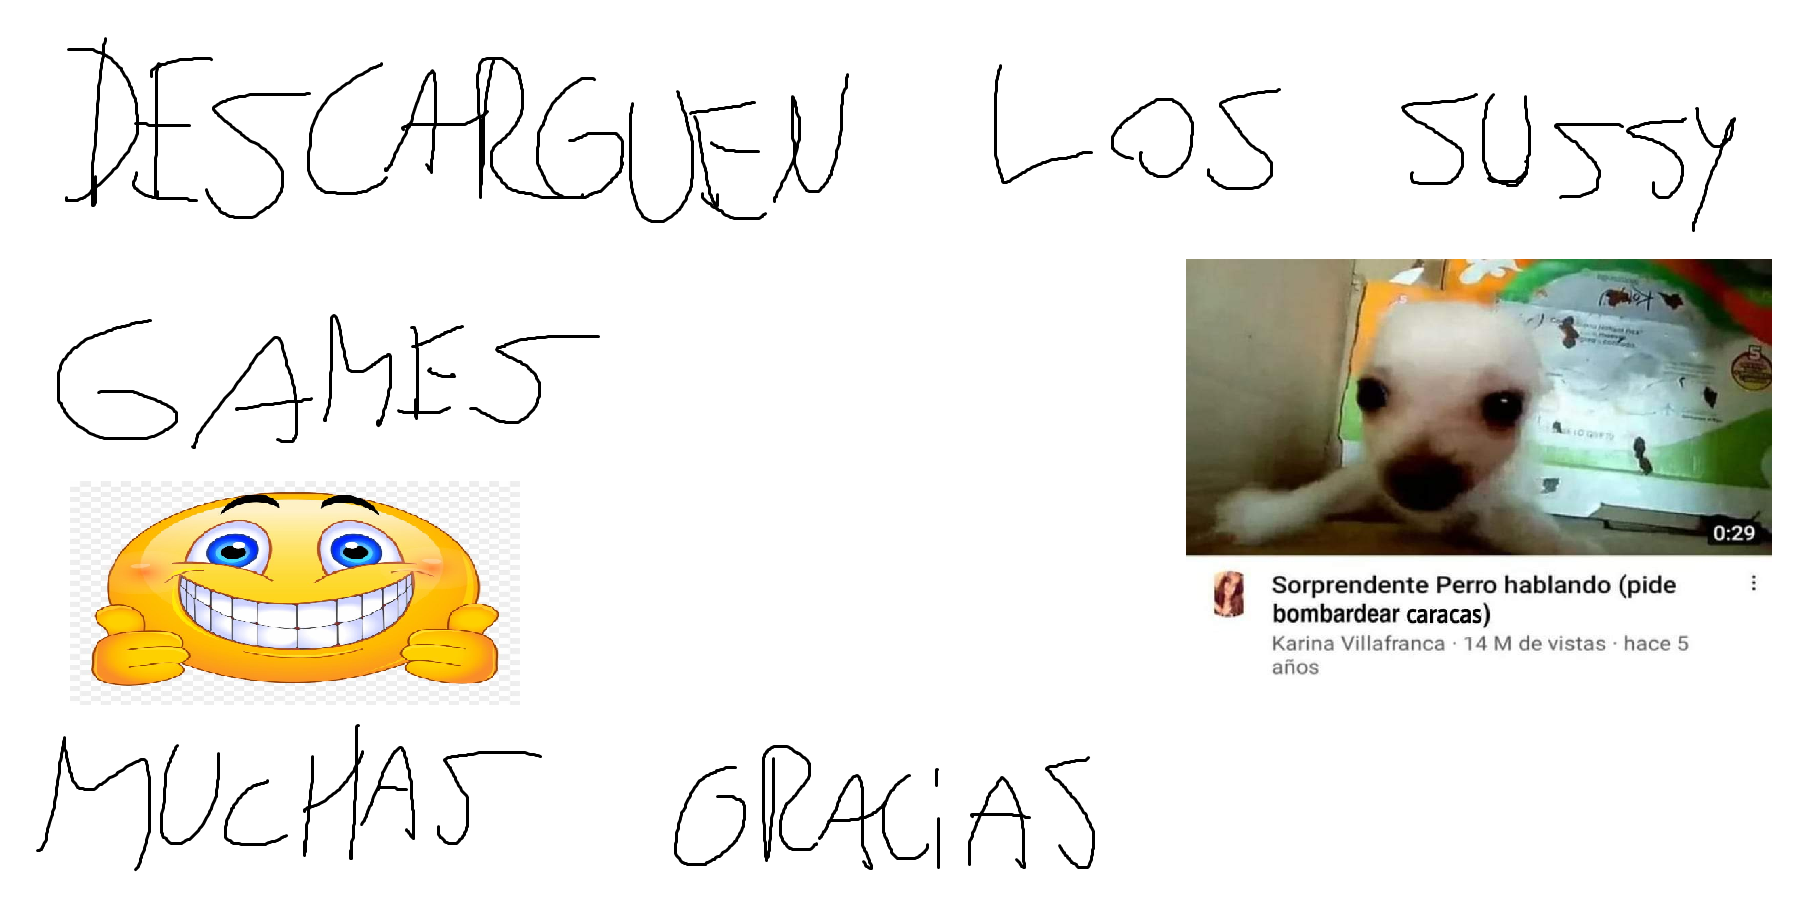 DESCARGUEN LOS SUSSY
GAMES
0:29
Sorprendente Perro hablando (pide
bombardear caracas)
Karina Villafranca · 14 M de vistas · hace 5
años
MUCHAS GRACiAS